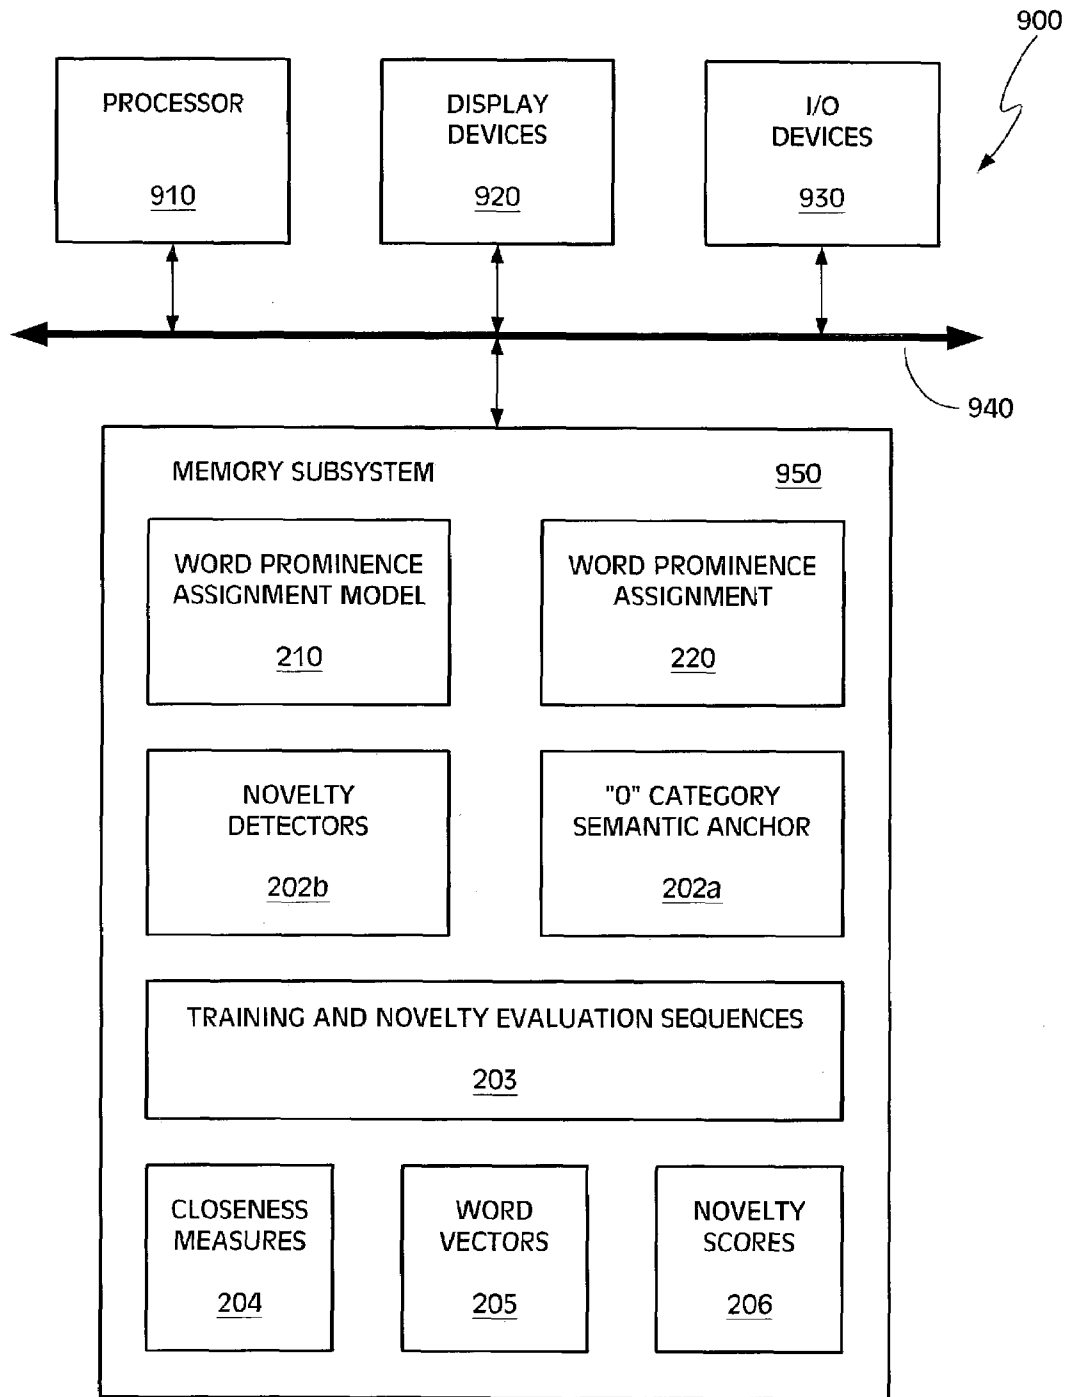 900
PROCESSOR
910
DISPLAY
DEVICES
920
I/O
DEVICES
930
940
MEMORY SUBSYSTEM
950
WORD PROMINENCE
ASSIGNMENT MODEL
210
WORD PROMINENCE
ASSIGNMENT
220
NOVELTY
DETECTORS
202b
"0" CATEGORY
SEMANTIC ANCHOR
202a
TRAINING AND NOVELTY EVALUATION SEQUENCES
203
CLOSENESS
MEASURES
204
WORD
VECTORS
205
NOVELTY
SCORES
206